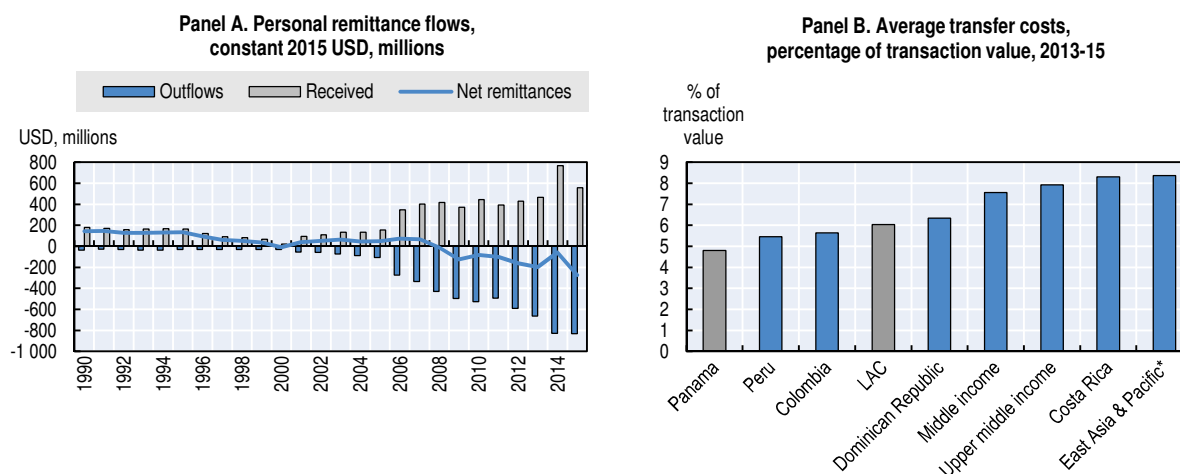 Panel A. Personal remittance flows,
constant 2015 USD, millions
Outflows Received Net remittances
USD, millions
800
600
400
200
0
-200
-400
-600
-800
-1 000
1990
1992
1994
1996
1998
2000
2002
2004
2006
2008
2010
2012
2014
Panel B. Average transfer costs,
percentage of transaction value, 2013-15
% of
transaction
value
9
8
7
6
5
4
3
2
1
0
Panama
Peru
Colombia
LAC
Dominican Republic
Middle income
Upper middle income
Costa Rica
East Asia & Pacific*